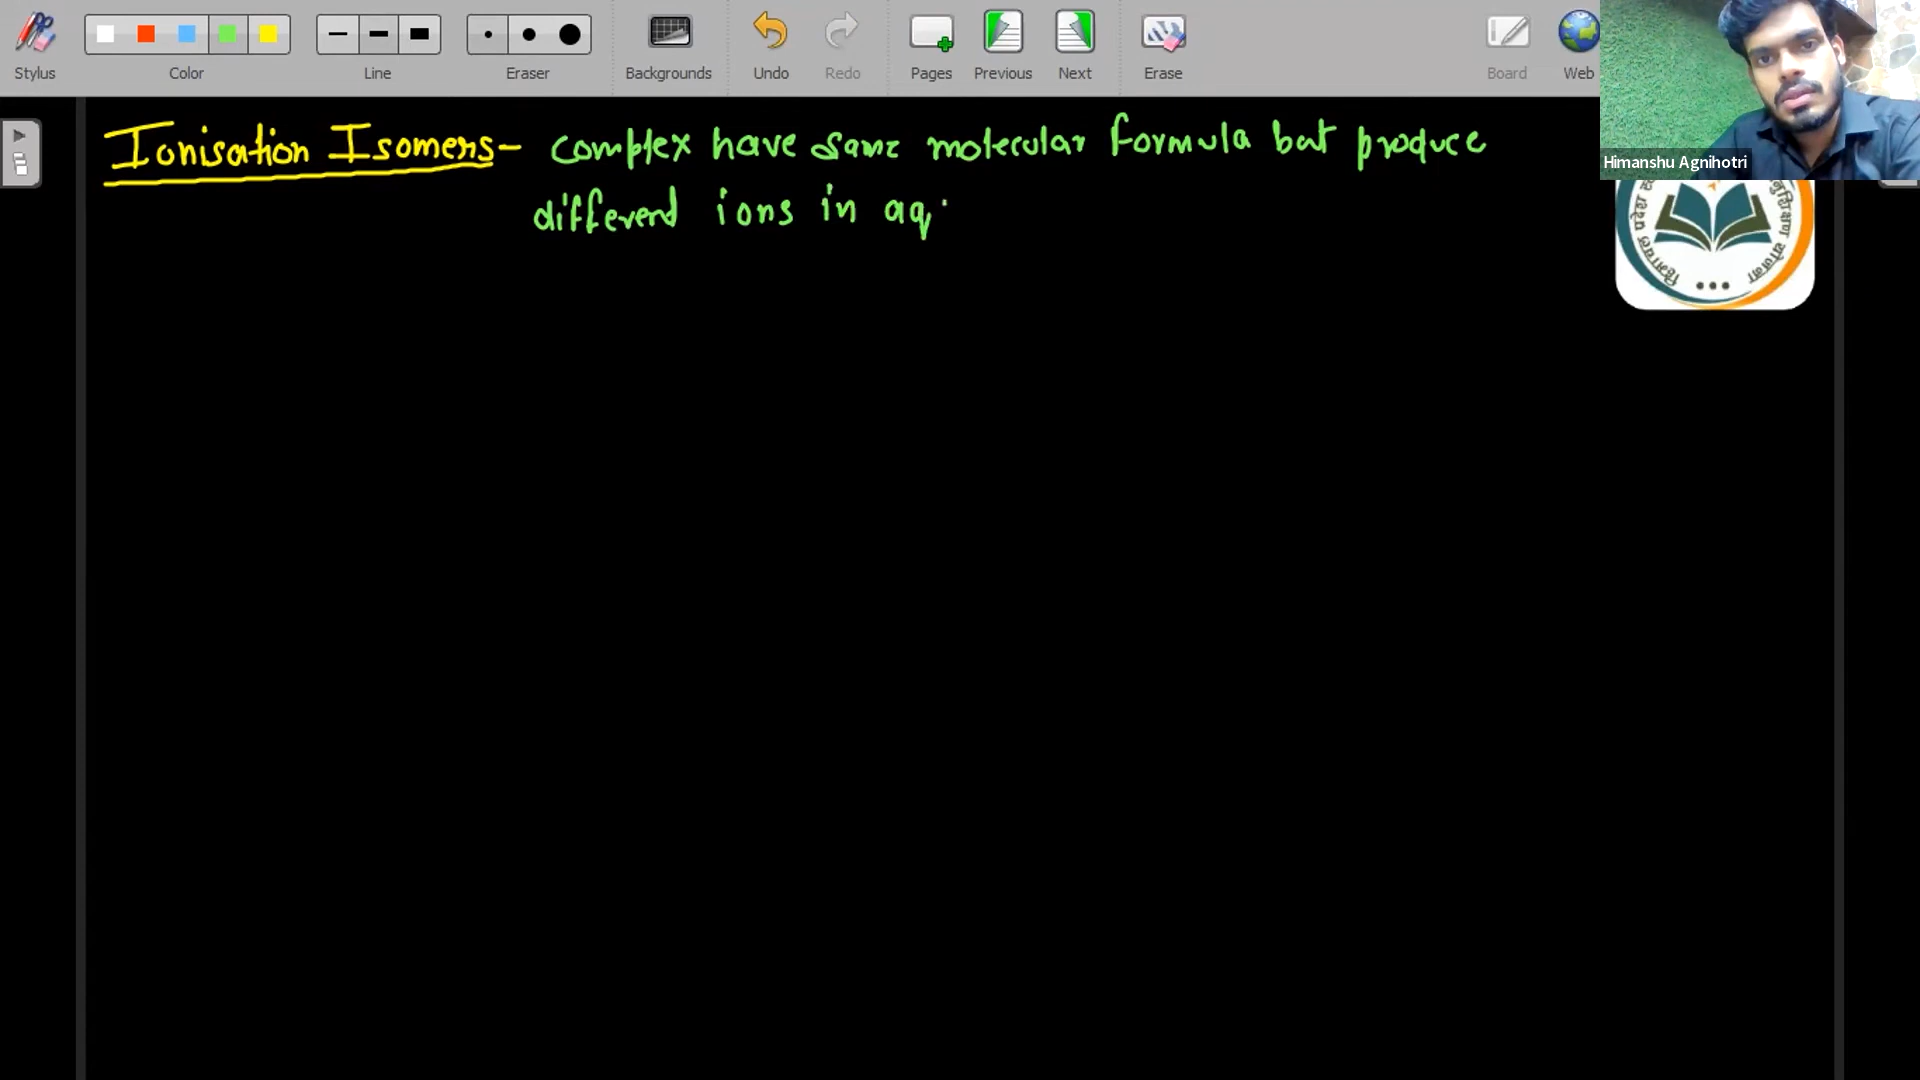 Stylus
Color
Line
Eraser
Backgrounds
Undo
Redo
Pages
Previous
Next
Erase
Board
Web
Himanshu Agnihotri
Ionisation Isomers- complex have same molecular formula but produce
different ions in aq.